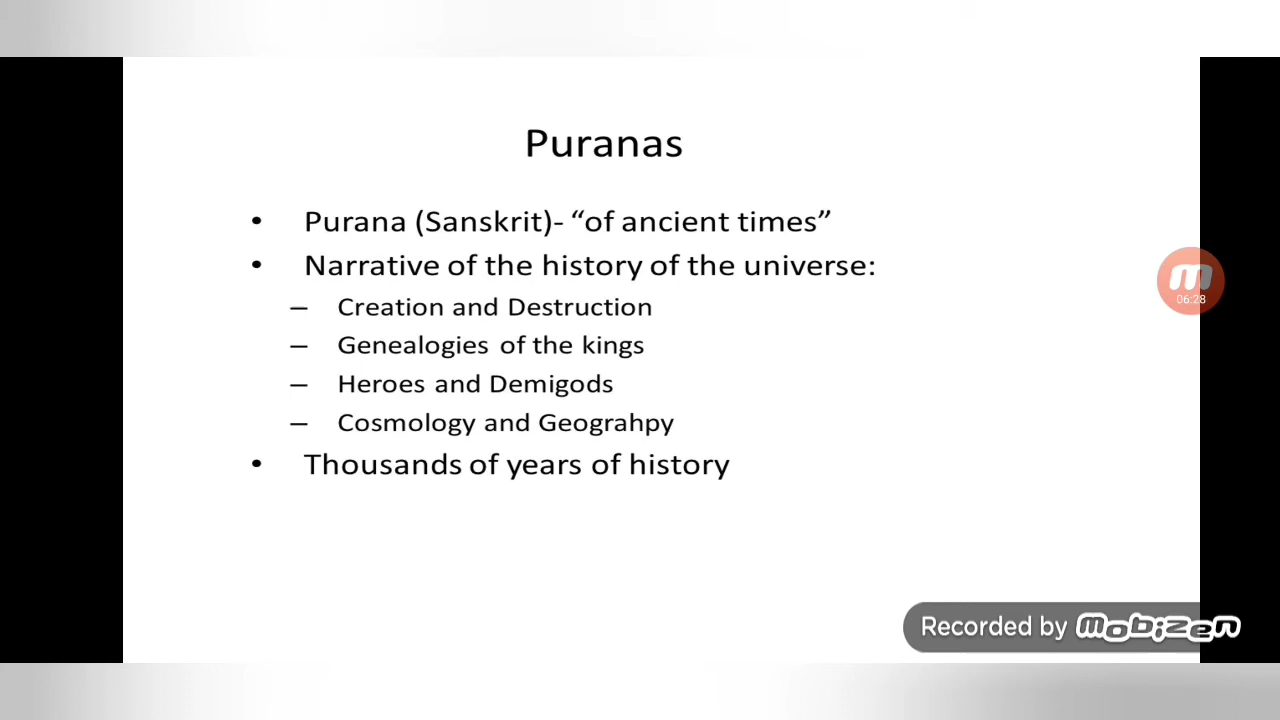 Puranas
• Purana (Sanskrit)- “of ancient times”
• Narrative of the history of the universe:
– Creation and Destruction
– Genealogies of the kings
– Heroes and Demigods
– Cosmology and Geograhpy
• Thousands of years of history
m
06:28
Recorded by mobizen